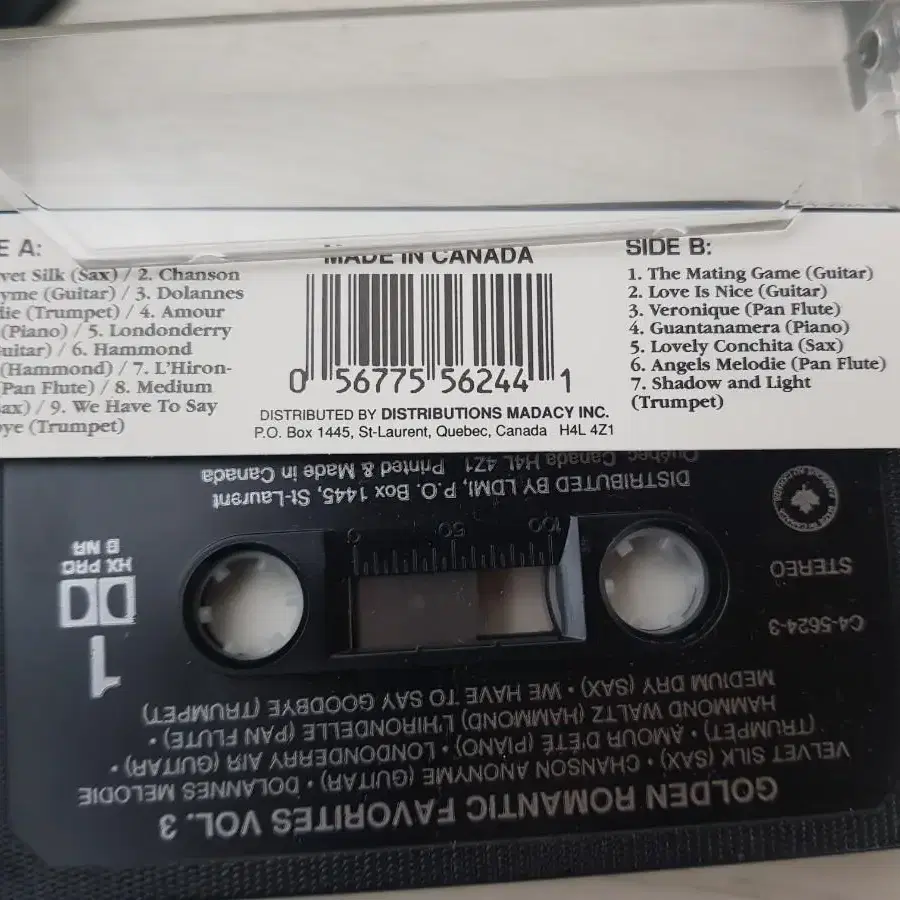 E A:
vet Silk (Sax) / 2. Chanson
yme (Guitar) / 3. Dolannes
die (Trumpet) / 4. Amour
(Piano) / 5. Londonderry
uitar) / 6. Hammond
(Hammond) / 7. L'Hiron-
Pan Flute) / 8. Medium
ax) / 9. We Have To Say
ye (Trumpet)
MADE IN CANADA
0 56775 56244 1
DISTRIBUTED BY DISTRIBUTIONS MADACY INC.
P.O. Box 1445, St-Laurent, Quebec, Canada H4L 4Z1
SIDE B:
1. The Mating Game (Guitar)
2. Love Is Nice (Guitar)
3. Veronique (Pan Flute)
4. Guantanamera (Piano)
5. Lovely Conchita (Sax)
6. Angels Melodie (Pan Flute)
7. Shadow and Light
(Trumpet)
GOLDEN ROMANTIC FAVORITES VOL. 3
VELVET SILK (SAX) • CHANSON ANONYME (GUITAR) • DOLANNES MELODIE
(TRUMPET) • AMOUR D'ÉTÉ (PIANO) • LONDONDERRY AIR (GUITAR) •
HAMMOND WALTZ (HAMMOND) L'HIRONDELLE (PAN FLUTE) •
MEDIUM DRY (SAX) • WE HAVE TO SAY GOODBYE (TRUMPET)
C4-5624-3
STEREO
1
HX PRO
B NR
0 50 100
DISTRIBUTED BY LDMI, P.O. Box 1445, St-Laurent
Québec Canada H4L 4Z1 Printed & Made in Canada